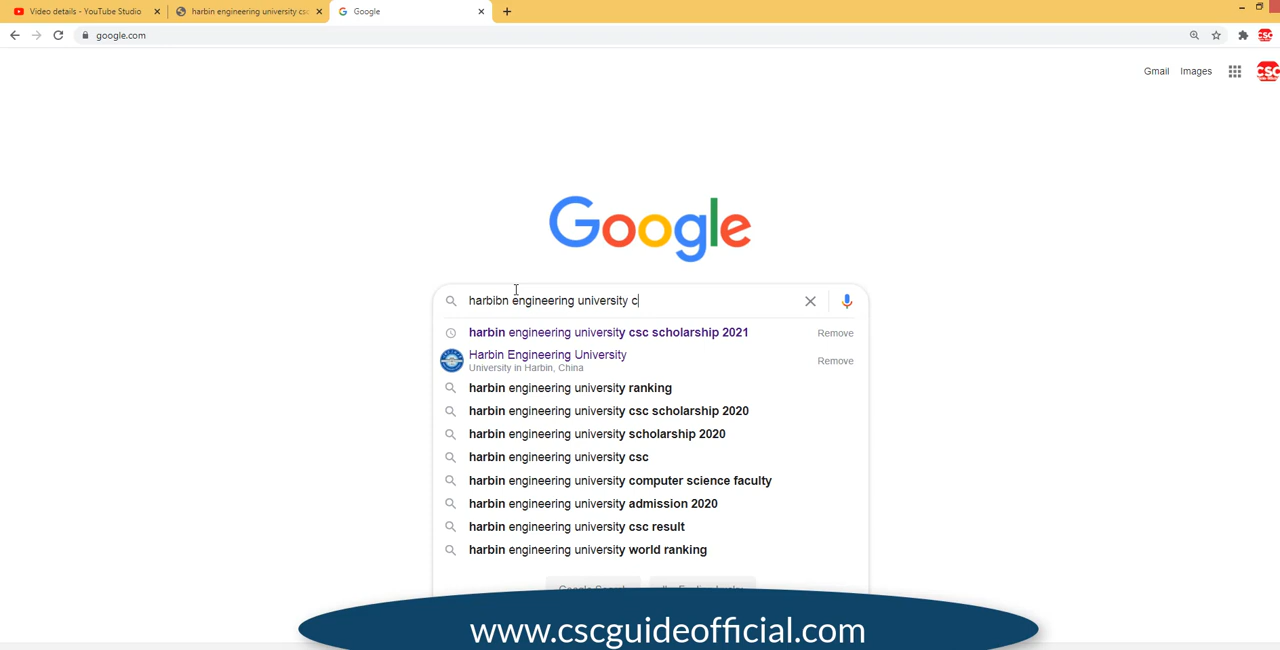 Video details - YouTube Studio
harbin engineering university csc
Google
google.com
Gmail
Images
CSC
CSC
Google
harbibn engineering university c
harbin engineering university csc scholarship 2021
Remove
Harbin Engineering University
University in Harbin, China
Remove
harbin engineering university ranking
harbin engineering university csc scholarship 2020
harbin engineering university scholarship 2020
harbin engineering university csc
harbin engineering university computer science faculty
harbin engineering university admission 2020
harbin engineering university csc result
harbin engineering university world ranking
www.cscguideofficial.com